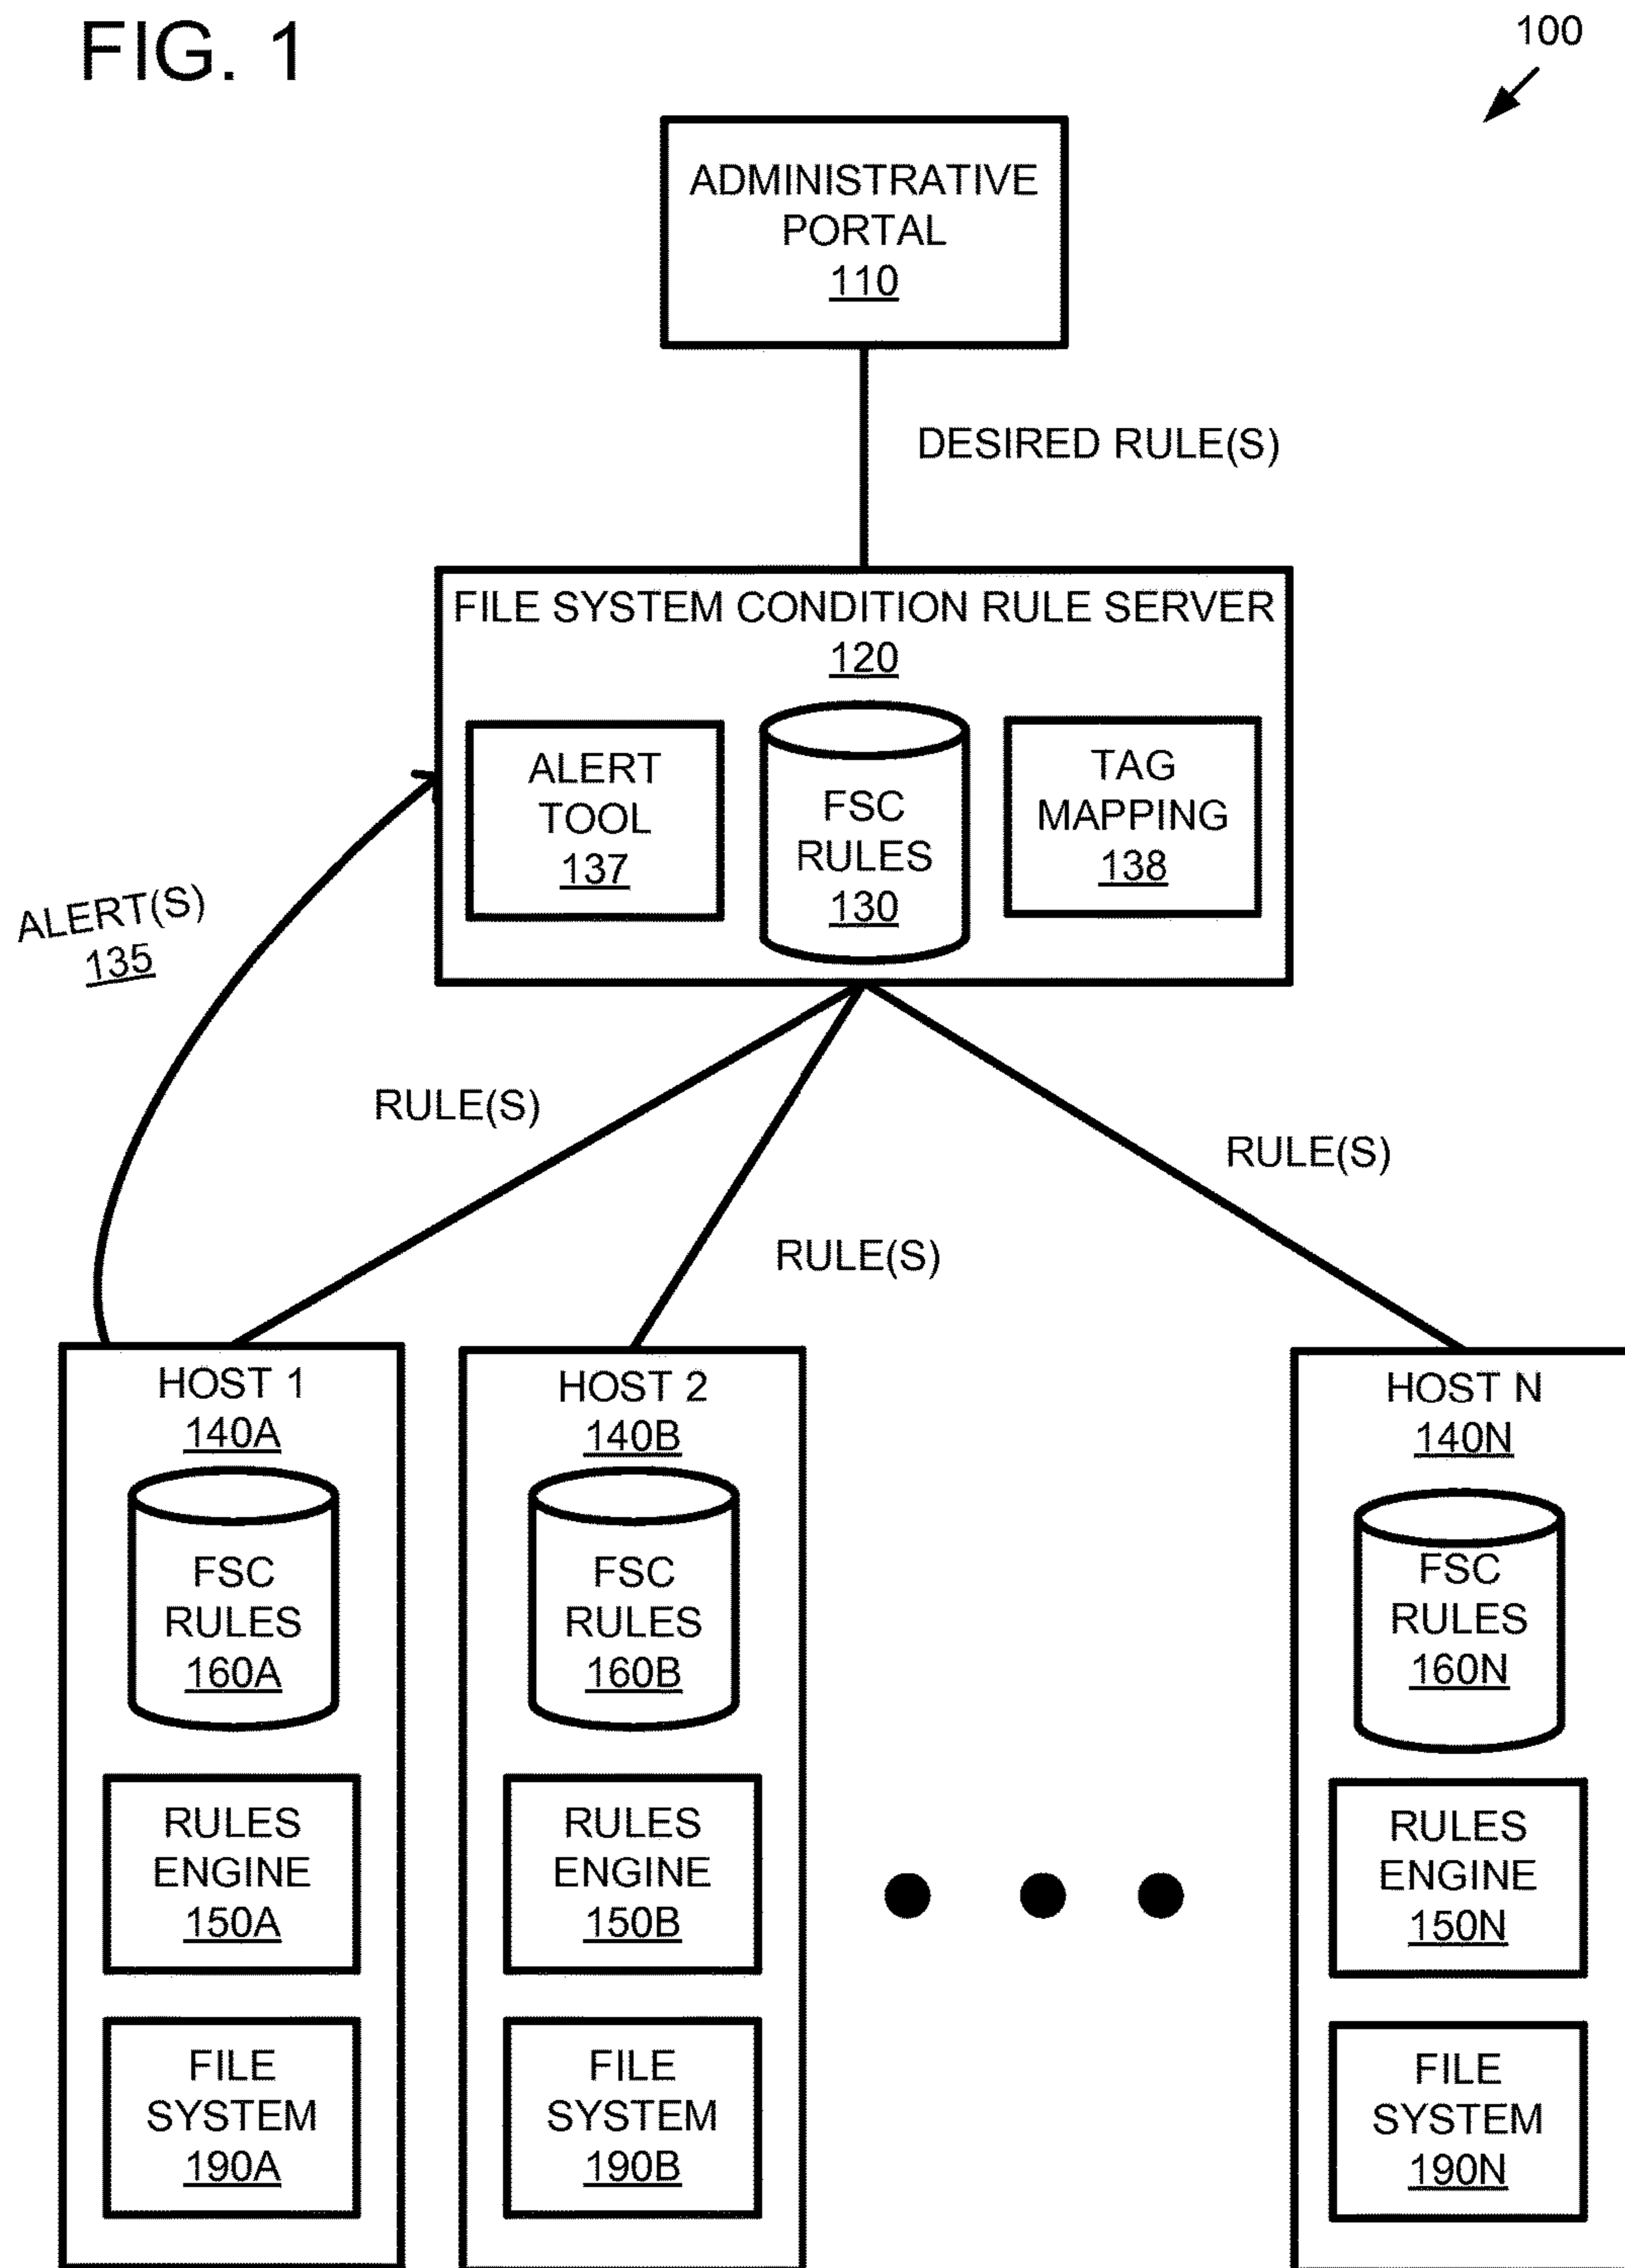 FIG. 1
100
ADMINISTRATIVE
PORTAL
110
DESIRED RULE(S)
FILE SYSTEM CONDITION RULE SERVER
120
ALERT
TOOL
137
FSC
RULES
130
TAG
MAPPING
138
ALERT(S)
135
RULE(S)
RULE(S)
RULE(S)
HOST 1
140A
FSC
RULES
160A
RULES
ENGINE
150A
FILE
SYSTEM
190A
HOST 2
140B
FSC
RULES
160B
RULES
ENGINE
150B
FILE
SYSTEM
190B
HOST N
140N
FSC
RULES
160N
RULES
ENGINE
150N
FILE
SYSTEM
190N